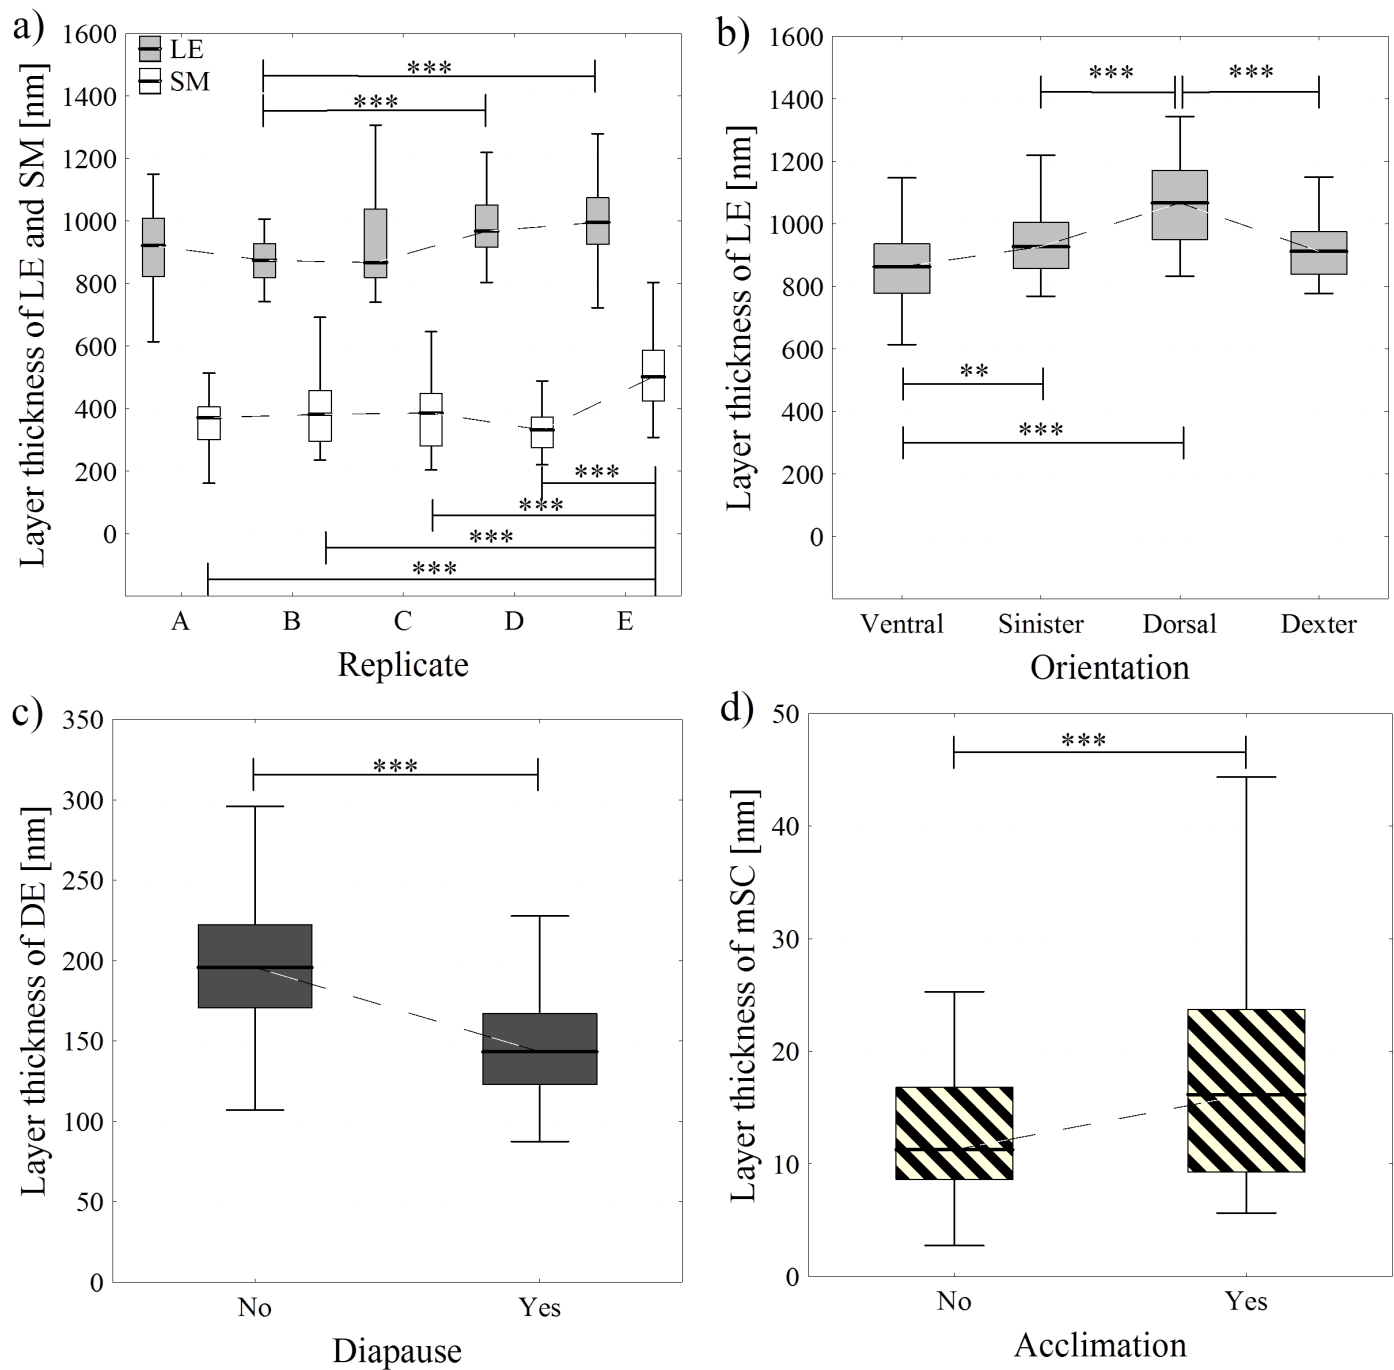 a)
Layer thickness of LE and SM [nm]
1600
1400
1200
1000
800
600
400
200
0
LE
SM
***
***
***
***
***
***
A B C D E
Replicate
b)
Layer thickness of LE [nm]
1600
1400
1200
1000
800
600
400
200
0
*** ***
**
***
Ventral Sinister Dorsal Dexter
Orientation
c)
Layer thickness of DE [nm]
350
300
250
200
150
100
50
0
***
No Yes
Diapause
d)
Layer thickness of mSC [nm]
50
40
30
20
10
0
***
No Yes
Acclimation